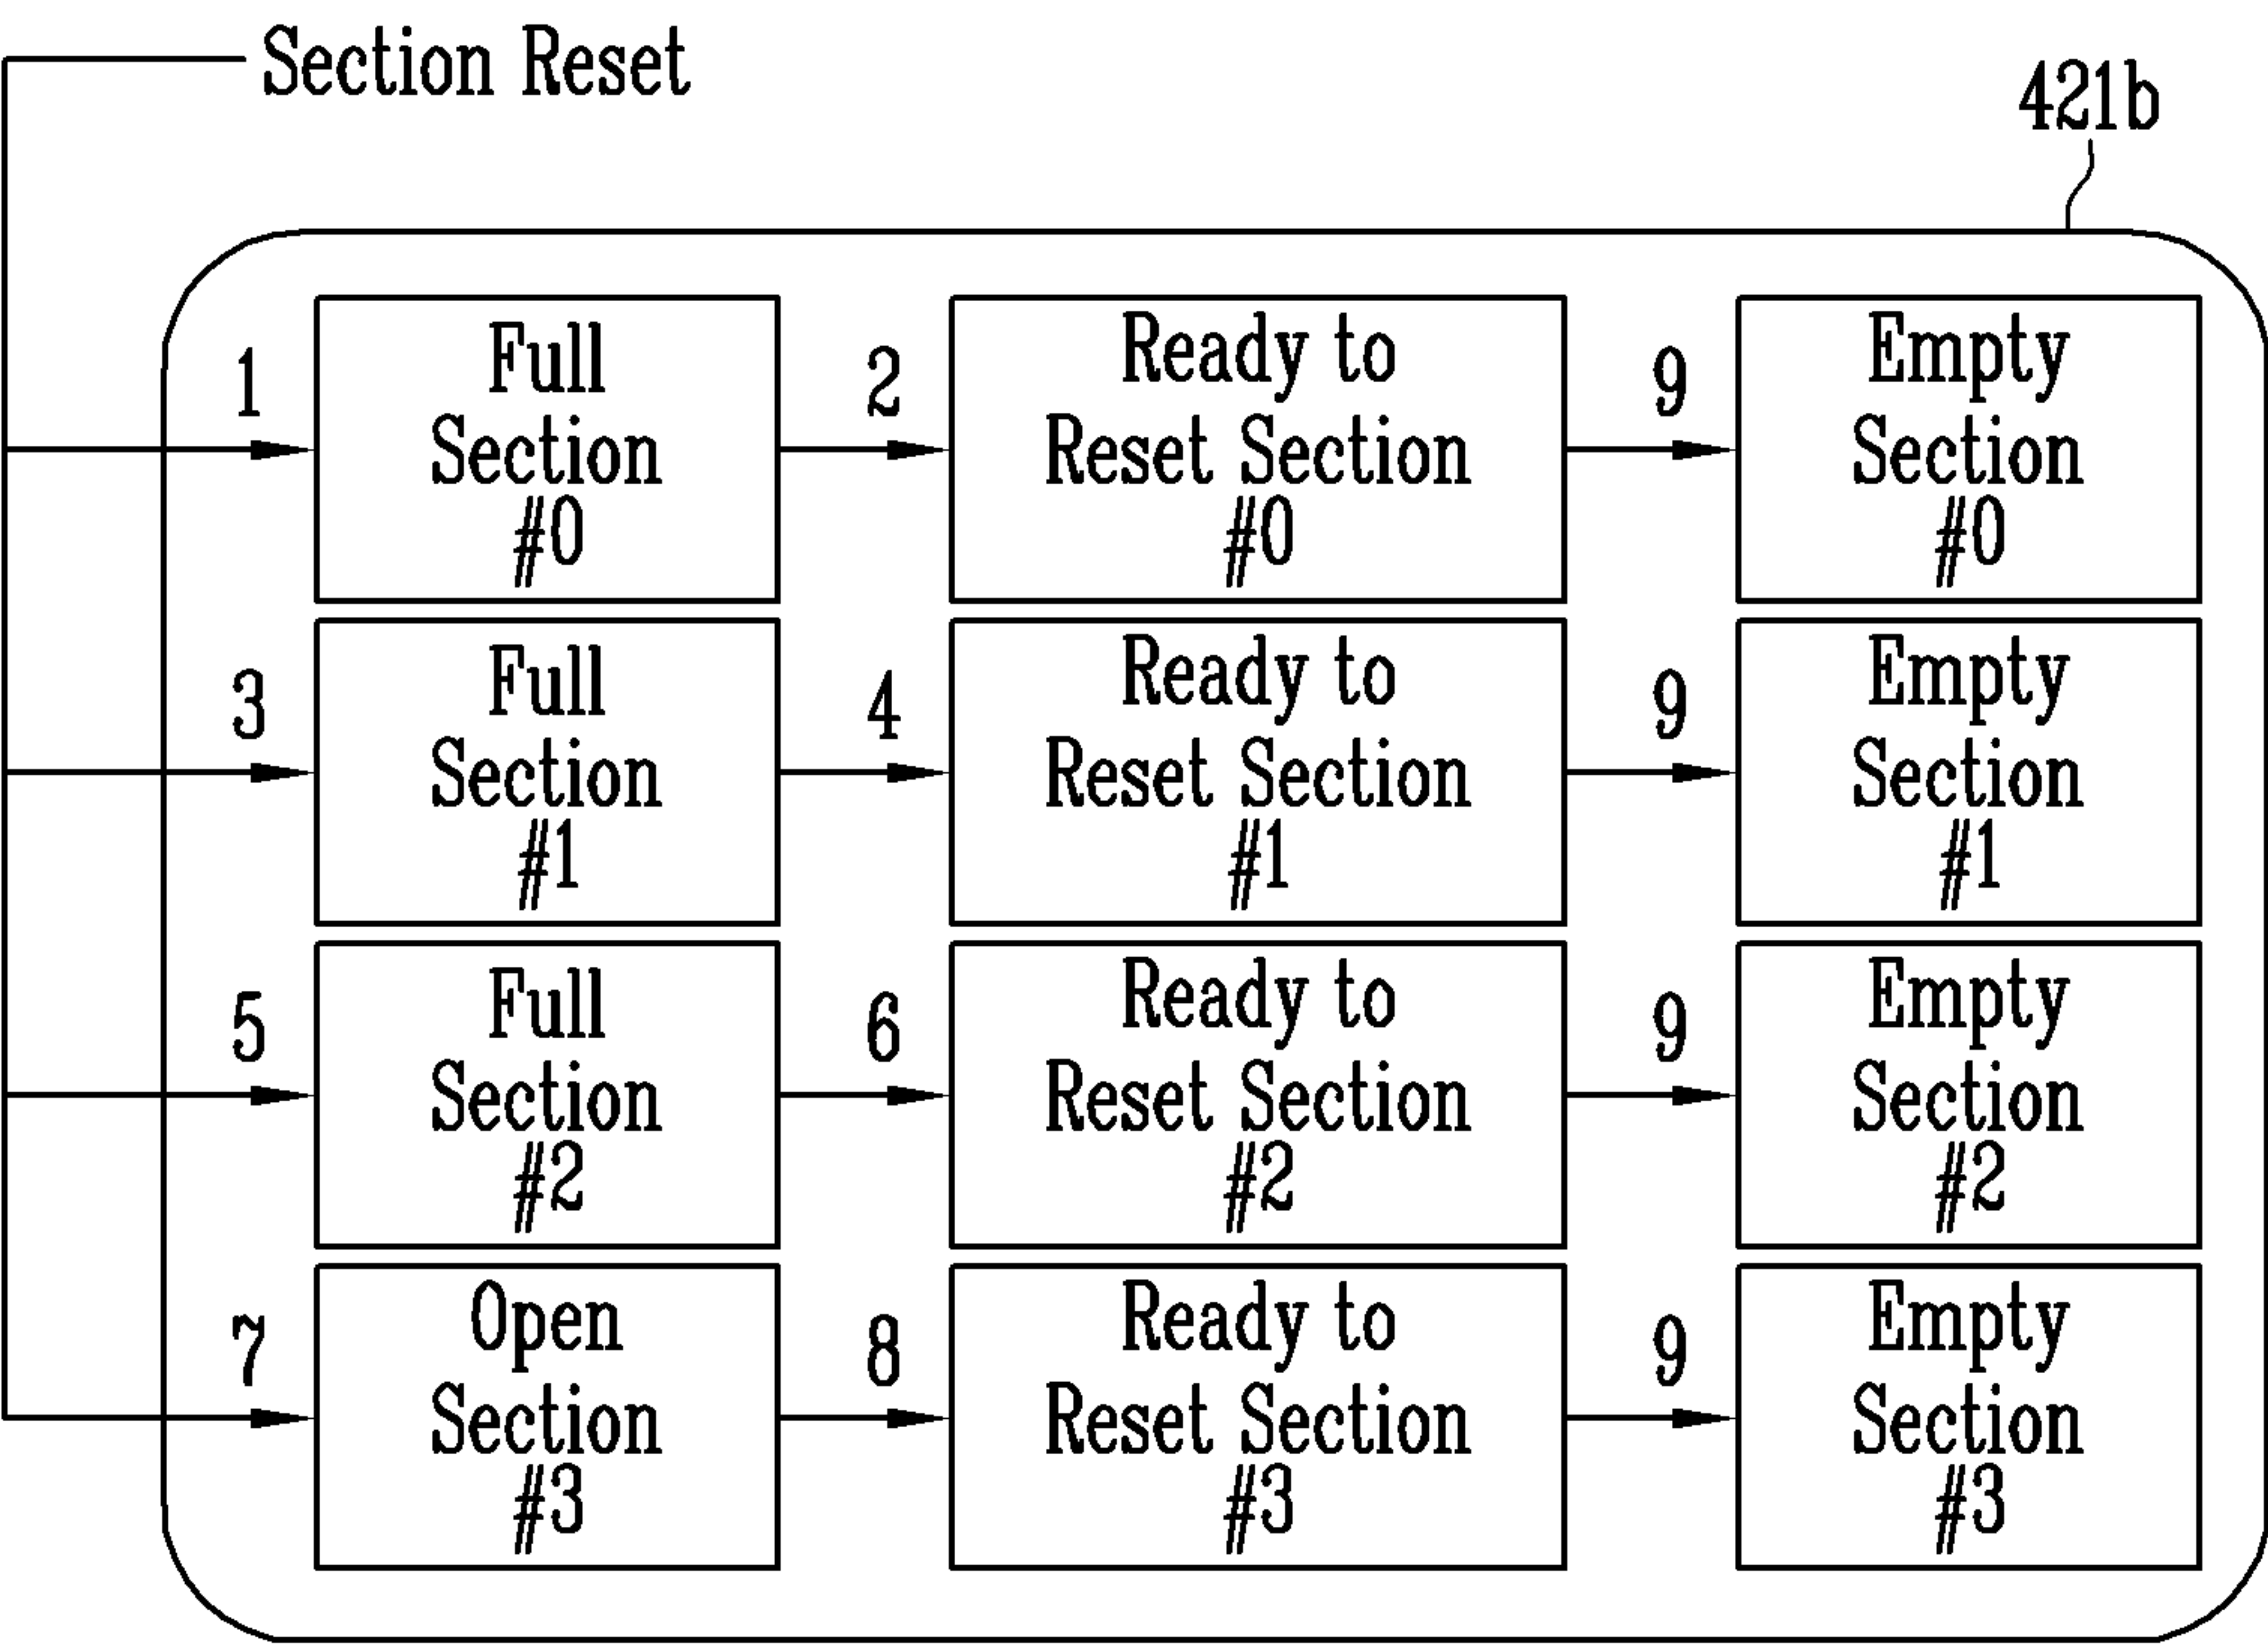 Section Reset
421b
1
Full
Section
#0
2
Ready to
Reset Section
#0
9
Empty
Section
#0
3
Full
Section
#1
4
Ready to
Reset Section
#1
9
Empty
Section
#1
5
Full
Section
#2
6
Ready to
Reset Section
#2
9
Empty
Section
#2
7
Open
Section
#3
8
Ready to
Reset Section
#3
9
Empty
Section
#3